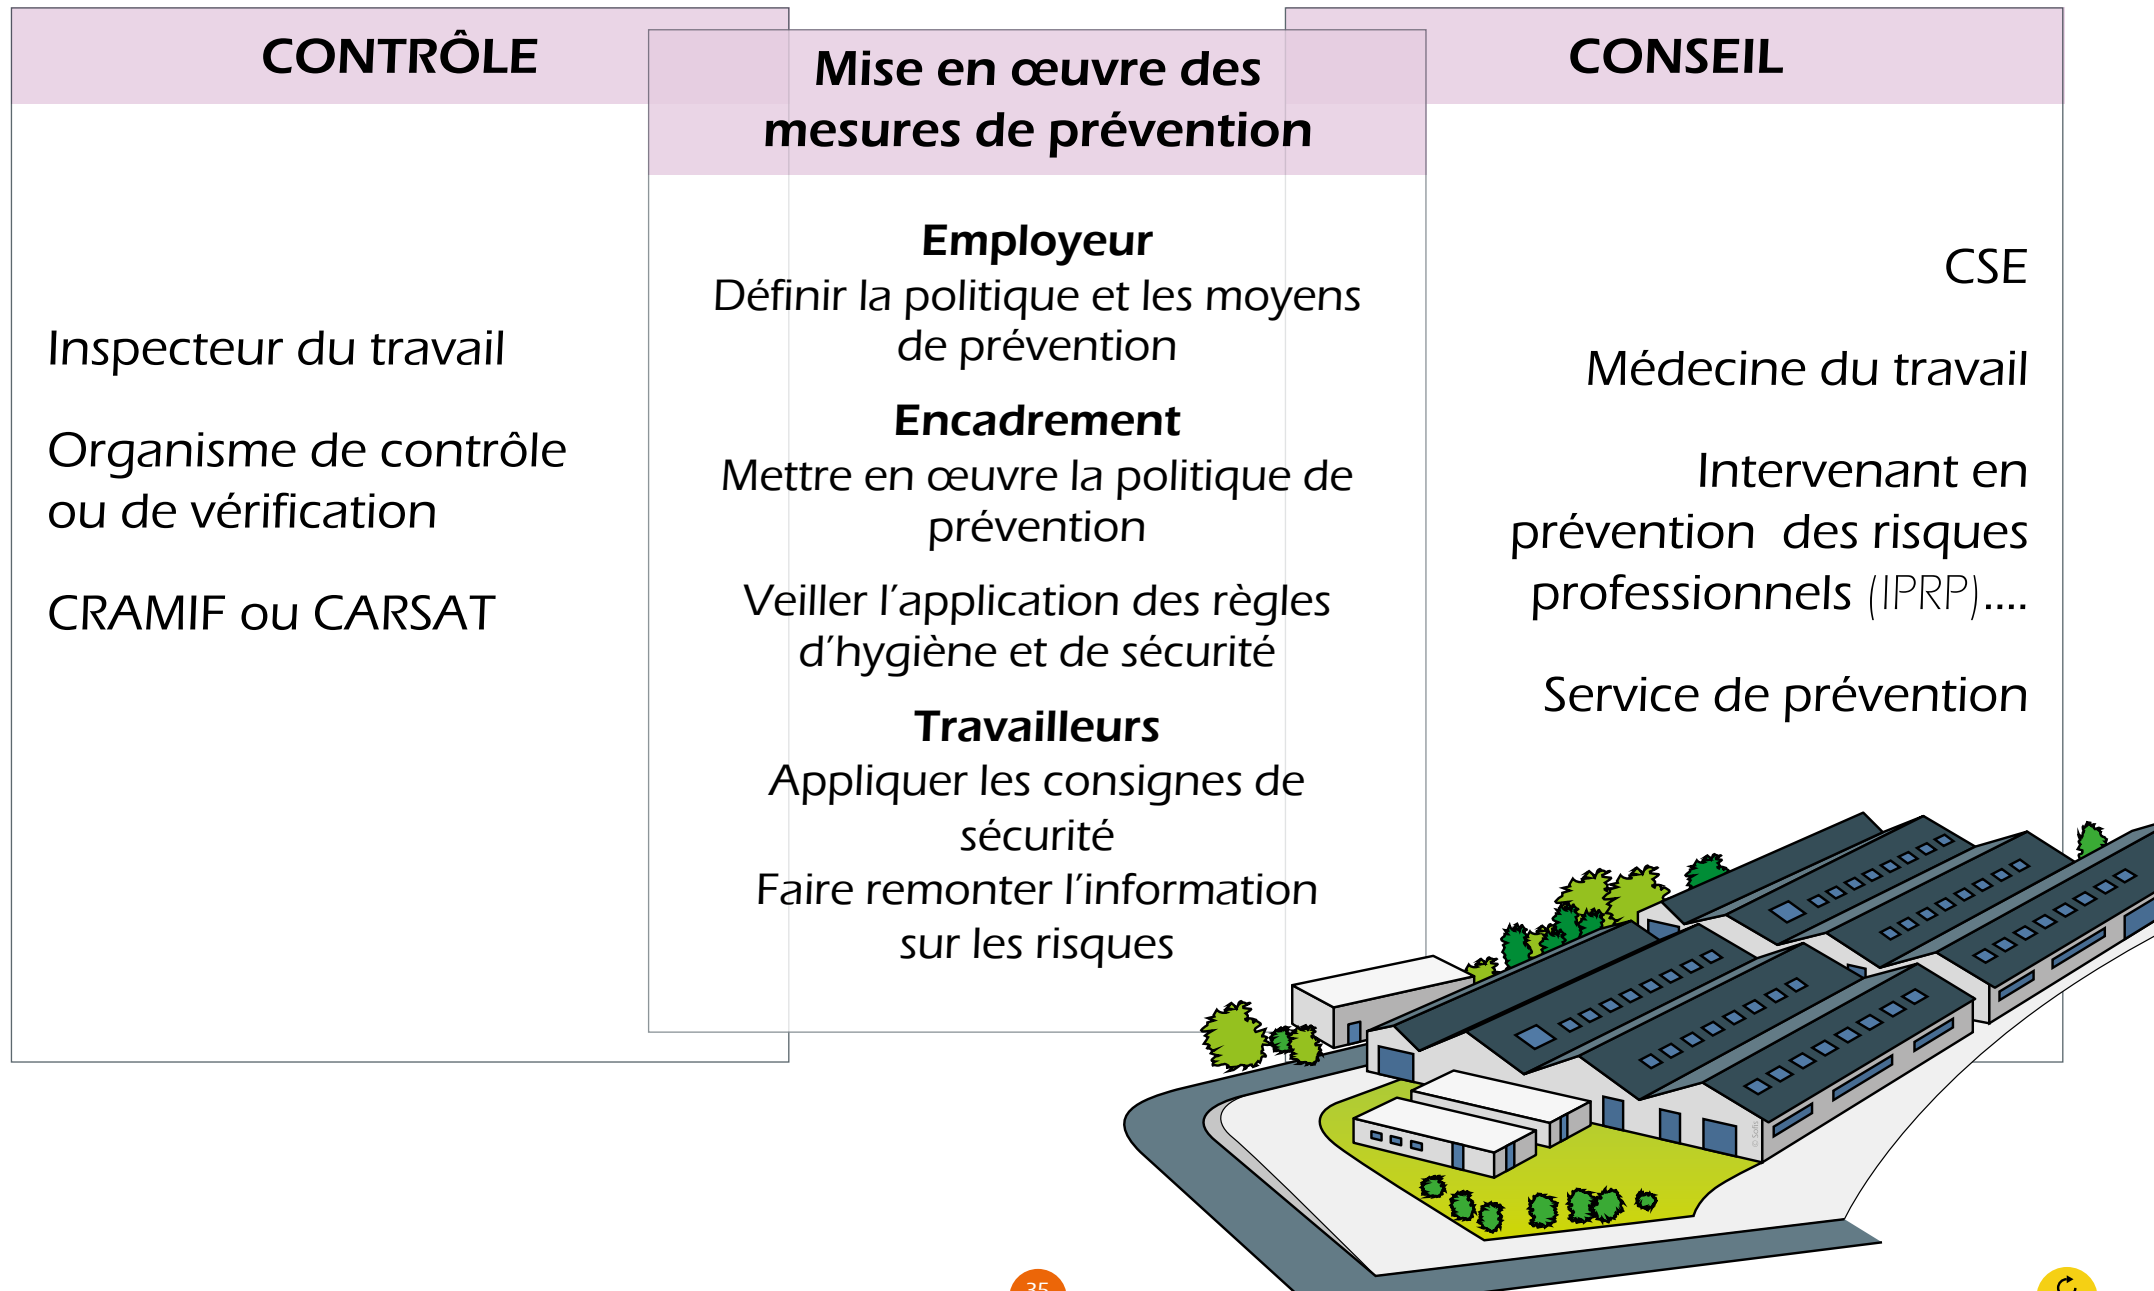 CONTRÔLE
Inspecteur du travail
Organisme de contrôle
ou de vérification
CRAMIF ou CARSAT
Mise en œuvre des
mesures de prévention
Employeur
Définir la politique et les moyens
de prévention
Encadrement
Mettre en œuvre la politique de
prévention
Veiller l’application des règles
d’hygiène et de sécurité
Travailleurs
Appliquer les consignes de
sécurité
Faire remonter l’information
sur les risques
CONSEIL
CSE
Médecine du travail
Intervenant en
prévention  des risques
professionnels (IPRP)....
Service de prévention
© Sofis
35